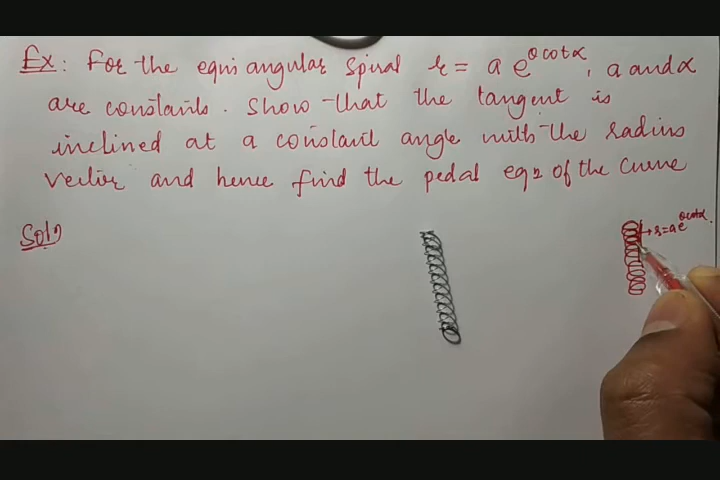 Ex: For the equiangular spiral r = a e^θcotα, a and α
are constants. Show that the tangent is
inclined at a constant angle with the radius
vector and hence find the pedal eqn of the curve
Soln
r=ae^θcotα.